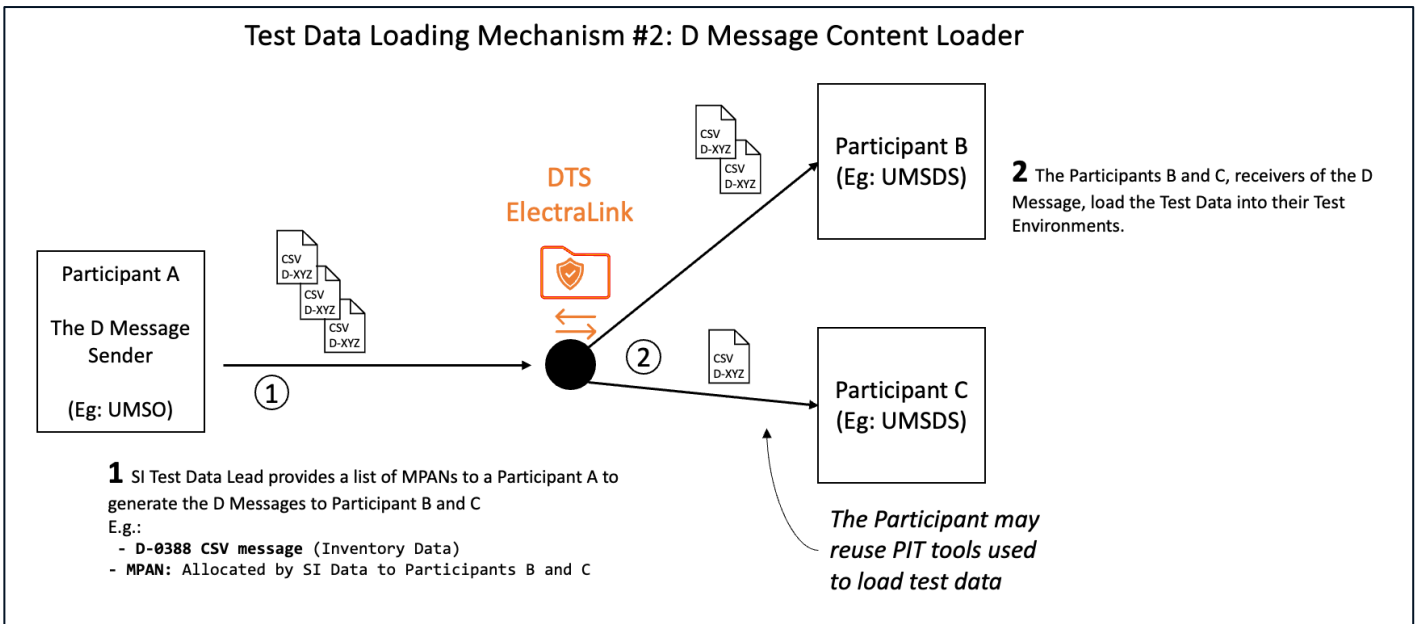 Test Data Loading Mechanism #2: D Message Content Loader
Participant A
The D Message
Sender
(Eg: UMSO)
CSV
D-XYZ
CSV
D-XYZ
CSV
D-XYZ
1
DTS
ElectraLink
2
CSV
D-XYZ
CSV
D-XYZ
CSV
D-XYZ
Participant B
(Eg: UMSDS)
Participant C
(Eg: UMSDS)
2 The Participants B and C, receivers of the D
Message, load the Test Data into their Test
Environments.
1 SI Test Data Lead provides a list of MPANs to a Participant A to
generate the D Messages to Participant B and C
E.g.:
- D-0388 CSV message (Inventory Data)
- MPAN: Allocated by SI Data to Participants B and C
The Participant may
reuse PIT tools used
to load test data